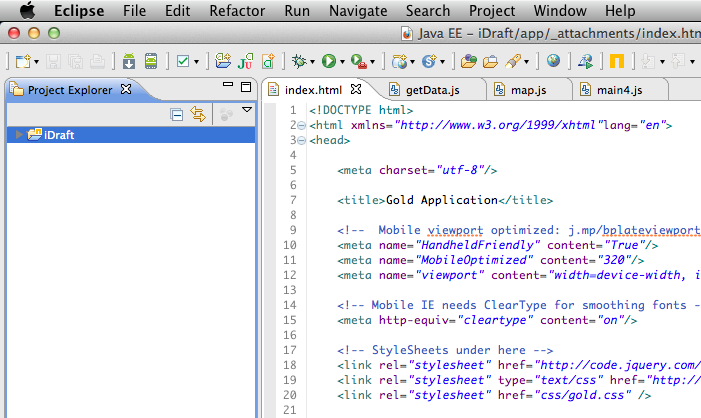 Eclipse File Edit Refactor Run Navigate Search Project Window Help
Java EE - iDraft/app/_attachments/index.htm
Project Explorer
index.html getData.js map.js main4.js
iDraft
1 <!DOCTYPE html>
2 <html xmlns="http://www.w3.org/1999/xhtml"lang="en">
3 <head>
4
5 <meta charset="utf-8"/>
6
7 <title>Gold Application</title>
8
9 <!-- Mobile viewport optimized: j.mp/bplateviewport
10 <meta name="HandheldFriendly" content="True"/>
11 <meta name="MobileOptimized" content="320"/>
12 <meta name="viewport" content="width=device-width, i
13
14 <!-- Mobile IE needs ClearType for smoothing fonts -
15 <meta http-equiv="cleartype" content="on"/>
16
17 <!-- StyleSheets under here -->
18 <link rel="stylesheet" href="http://code.jquery.com/
19 <link rel="stylesheet" type="text/css" href="http://
20 <link rel="stylesheet" href="css/gold.css" />
21